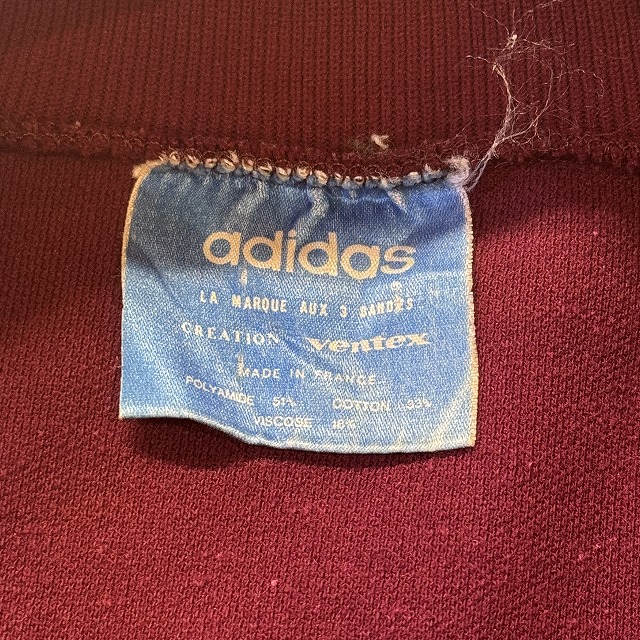 adidas
LA MARQUE AUX 3 BANDES
CREATION ventex
MADE IN FRANCE
POLYAMIDE 51% COTTON 33%
VISCOSE 16%